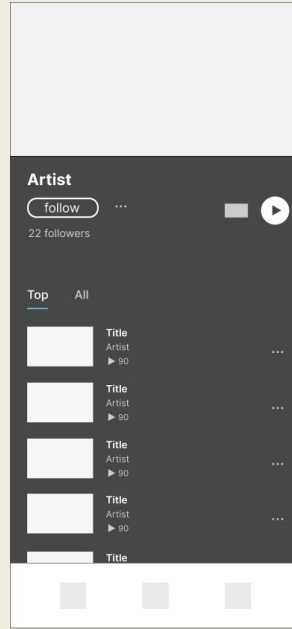 Artist
follow ...
22 followers
Top All
Title
Artist
▶ 90
...
Title
Artist
▶ 90
...
Title
Artist
▶ 90
...
Title
Artist
▶ 90
...
Title